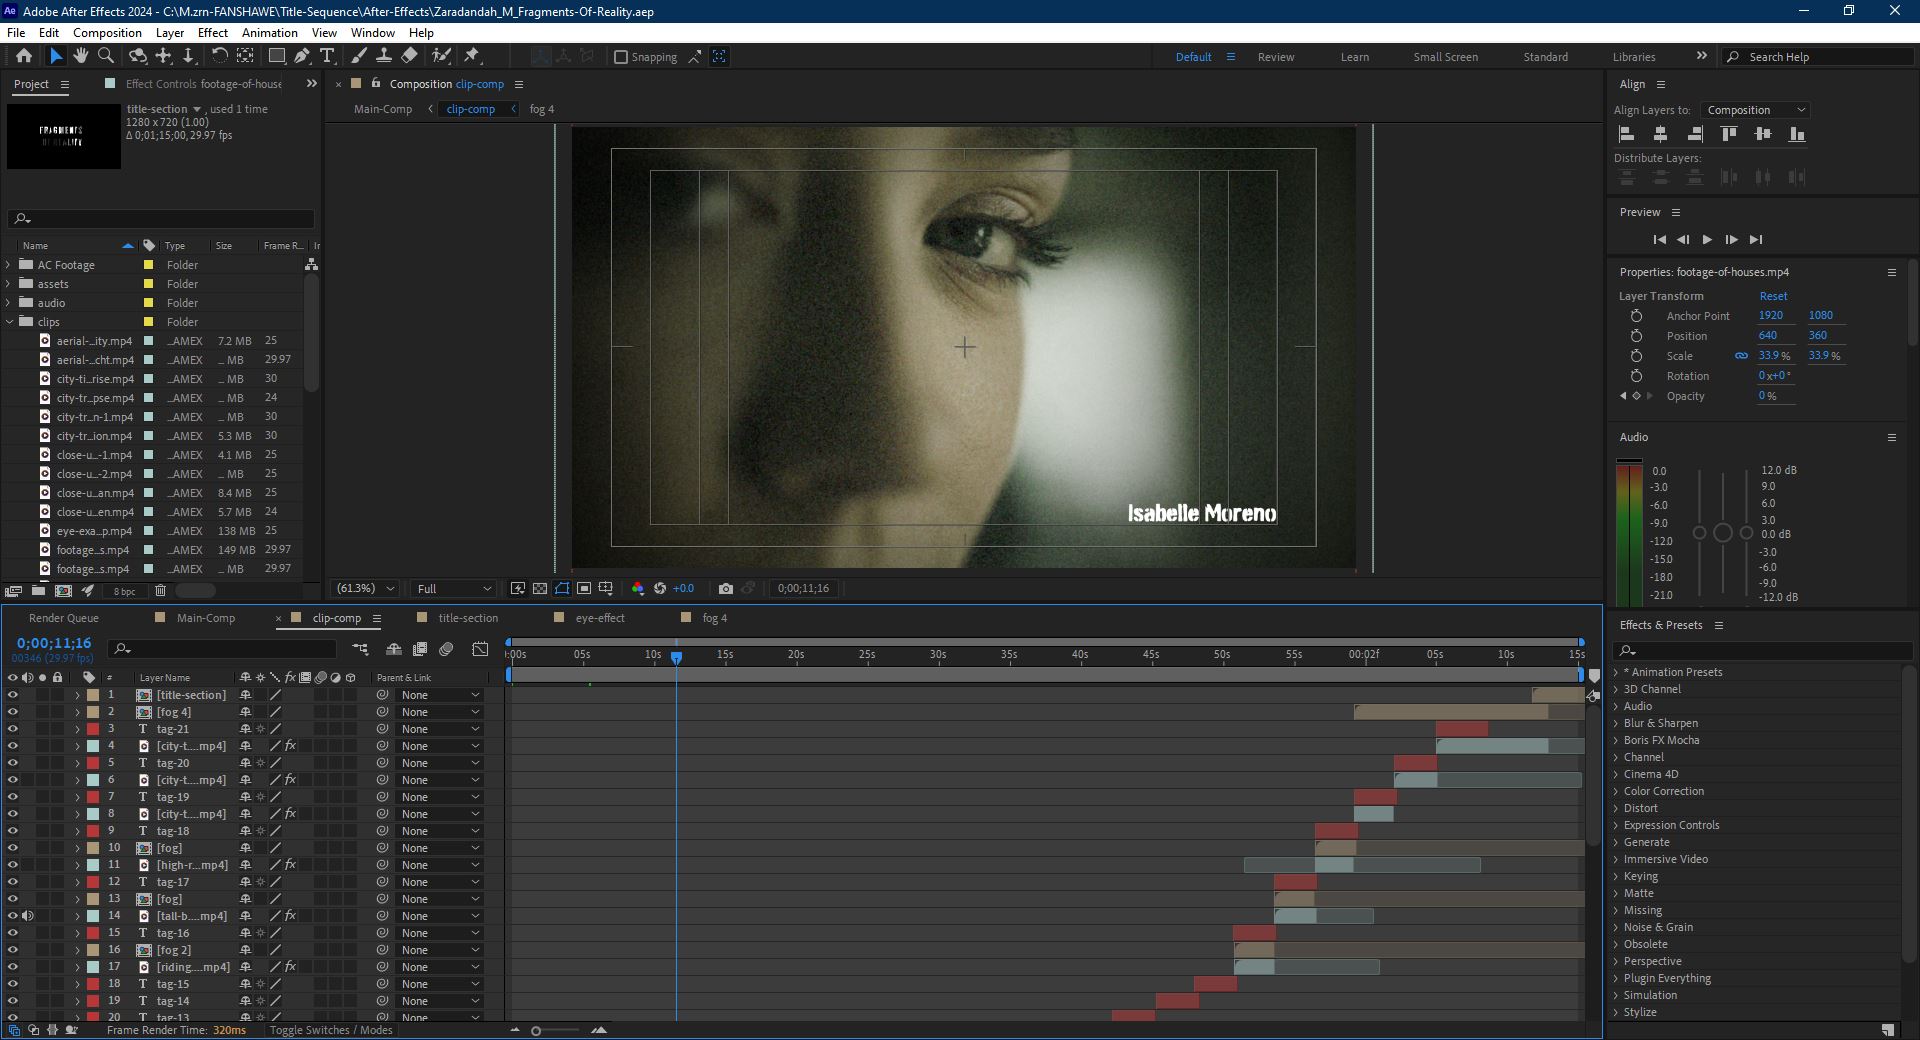 Ae Adobe After Effects 2024 - C:\M.zrn-FANSHAWE\Title-Sequence\After-Effects\Zaradandah_M_Fragments-Of-Reality.aep
File Edit Composition Layer Effect Animation View Window Help
Snapping Default Review Learn Small Screen Standard Libraries Search Help
Project Effect Controls footage-of-house
title-section , used 1 time
1280 x 720 (1.00)
Δ 0;01;15;00, 29.97 fps
FRAGMENTS
OF REALITY
Name Type Size Frame R... In
AC Footage Folder
assets Folder
audio Folder
clips Folder
aerial-...ity.mp4 ...AMEX 7.2 MB 25
aerial-...cht.mp4 ...AMEX ... MB 29.97
city-ti...rise.mp4 ...AMEX ... MB 30
city-tr...pse.mp4 ...AMEX ... MB 24
city-tr...n-1.mp4 ...AMEX ... MB 30
city-tr...ion.mp4 ...AMEX 5.3 MB 30
close-u...-1.mp4 ...AMEX 4.1 MB 25
close-u...-2.mp4 ...AMEX ... MB 25
close-u...an.mp4 ...AMEX 8.4 MB 25
close-u...en.mp4 ...AMEX 5.7 MB 24
eye-exa...p.mp4 ...AMEX 138 MB 25
footage...s.mp4 ...AMEX 149 MB 29.97
footage...s.mp4 ...AMEX ... MB 29.97
8 bpc
Composition clip-comp
Main-Comp clip-comp fog 4
Isabelle Moreno
(61.3%) Full +0.0 0;00;11;16
Align
Align Layers to: Composition
Distribute Layers:
Preview
Properties: footage-of-houses.mp4
Layer Transform Reset
Anchor Point 1920 1080
Position 640 360
Scale 33.9 % 33.9 %
Rotation 0x+0°
Opacity 0 %
Audio
0.0
-3.0
-6.0
-9.0
-12.0
-15.0
-18.0
-21.0
12.0 dB
9.0
6.0
3.0
0.0 dB
-3.0
-6.0
-9.0
-12.0 dB
Effects & Presets
* Animation Presets
3D Channel
Audio
Blur & Sharpen
Boris FX Mocha
Channel
Cinema 4D
Color Correction
Distort
Expression Controls
Generate
Immersive Video
Keying
Matte
Missing
Noise & Grain
Obsolete
Perspective
Plugin Everything
Simulation
Stylize
Render Queue Main-Comp clip-comp title-section eye-effect fog 4
0;00;11;16
00346 (29.97 fps)
):00s 05s 10s 15s 20s 25s 30s 35s 40s 45s 50s 55s 00:02f 05s 10s 15s
# Layer Name fx Parent & Link
1 [title-section] None
2 [fog 4] None
3 T tag-21 None
4 [city-t....mp4] fx None
5 T tag-20 None
6 [city-t....mp4] fx None
7 T tag-19 None
8 [city-t....mp4] fx None
9 T tag-18 None
10 [fog] None
11 [high-r...mp4] fx None
12 T tag-17 None
13 [fog] None
14 [tall-b....mp4] fx None
15 T tag-16 None
16 [fog 2] None
17 [riding....mp4] fx None
18 T tag-15 None
19 T tag-14 None
20 T tag-13 None
Frame Render Time: 320ms Toggle Switches / Modes